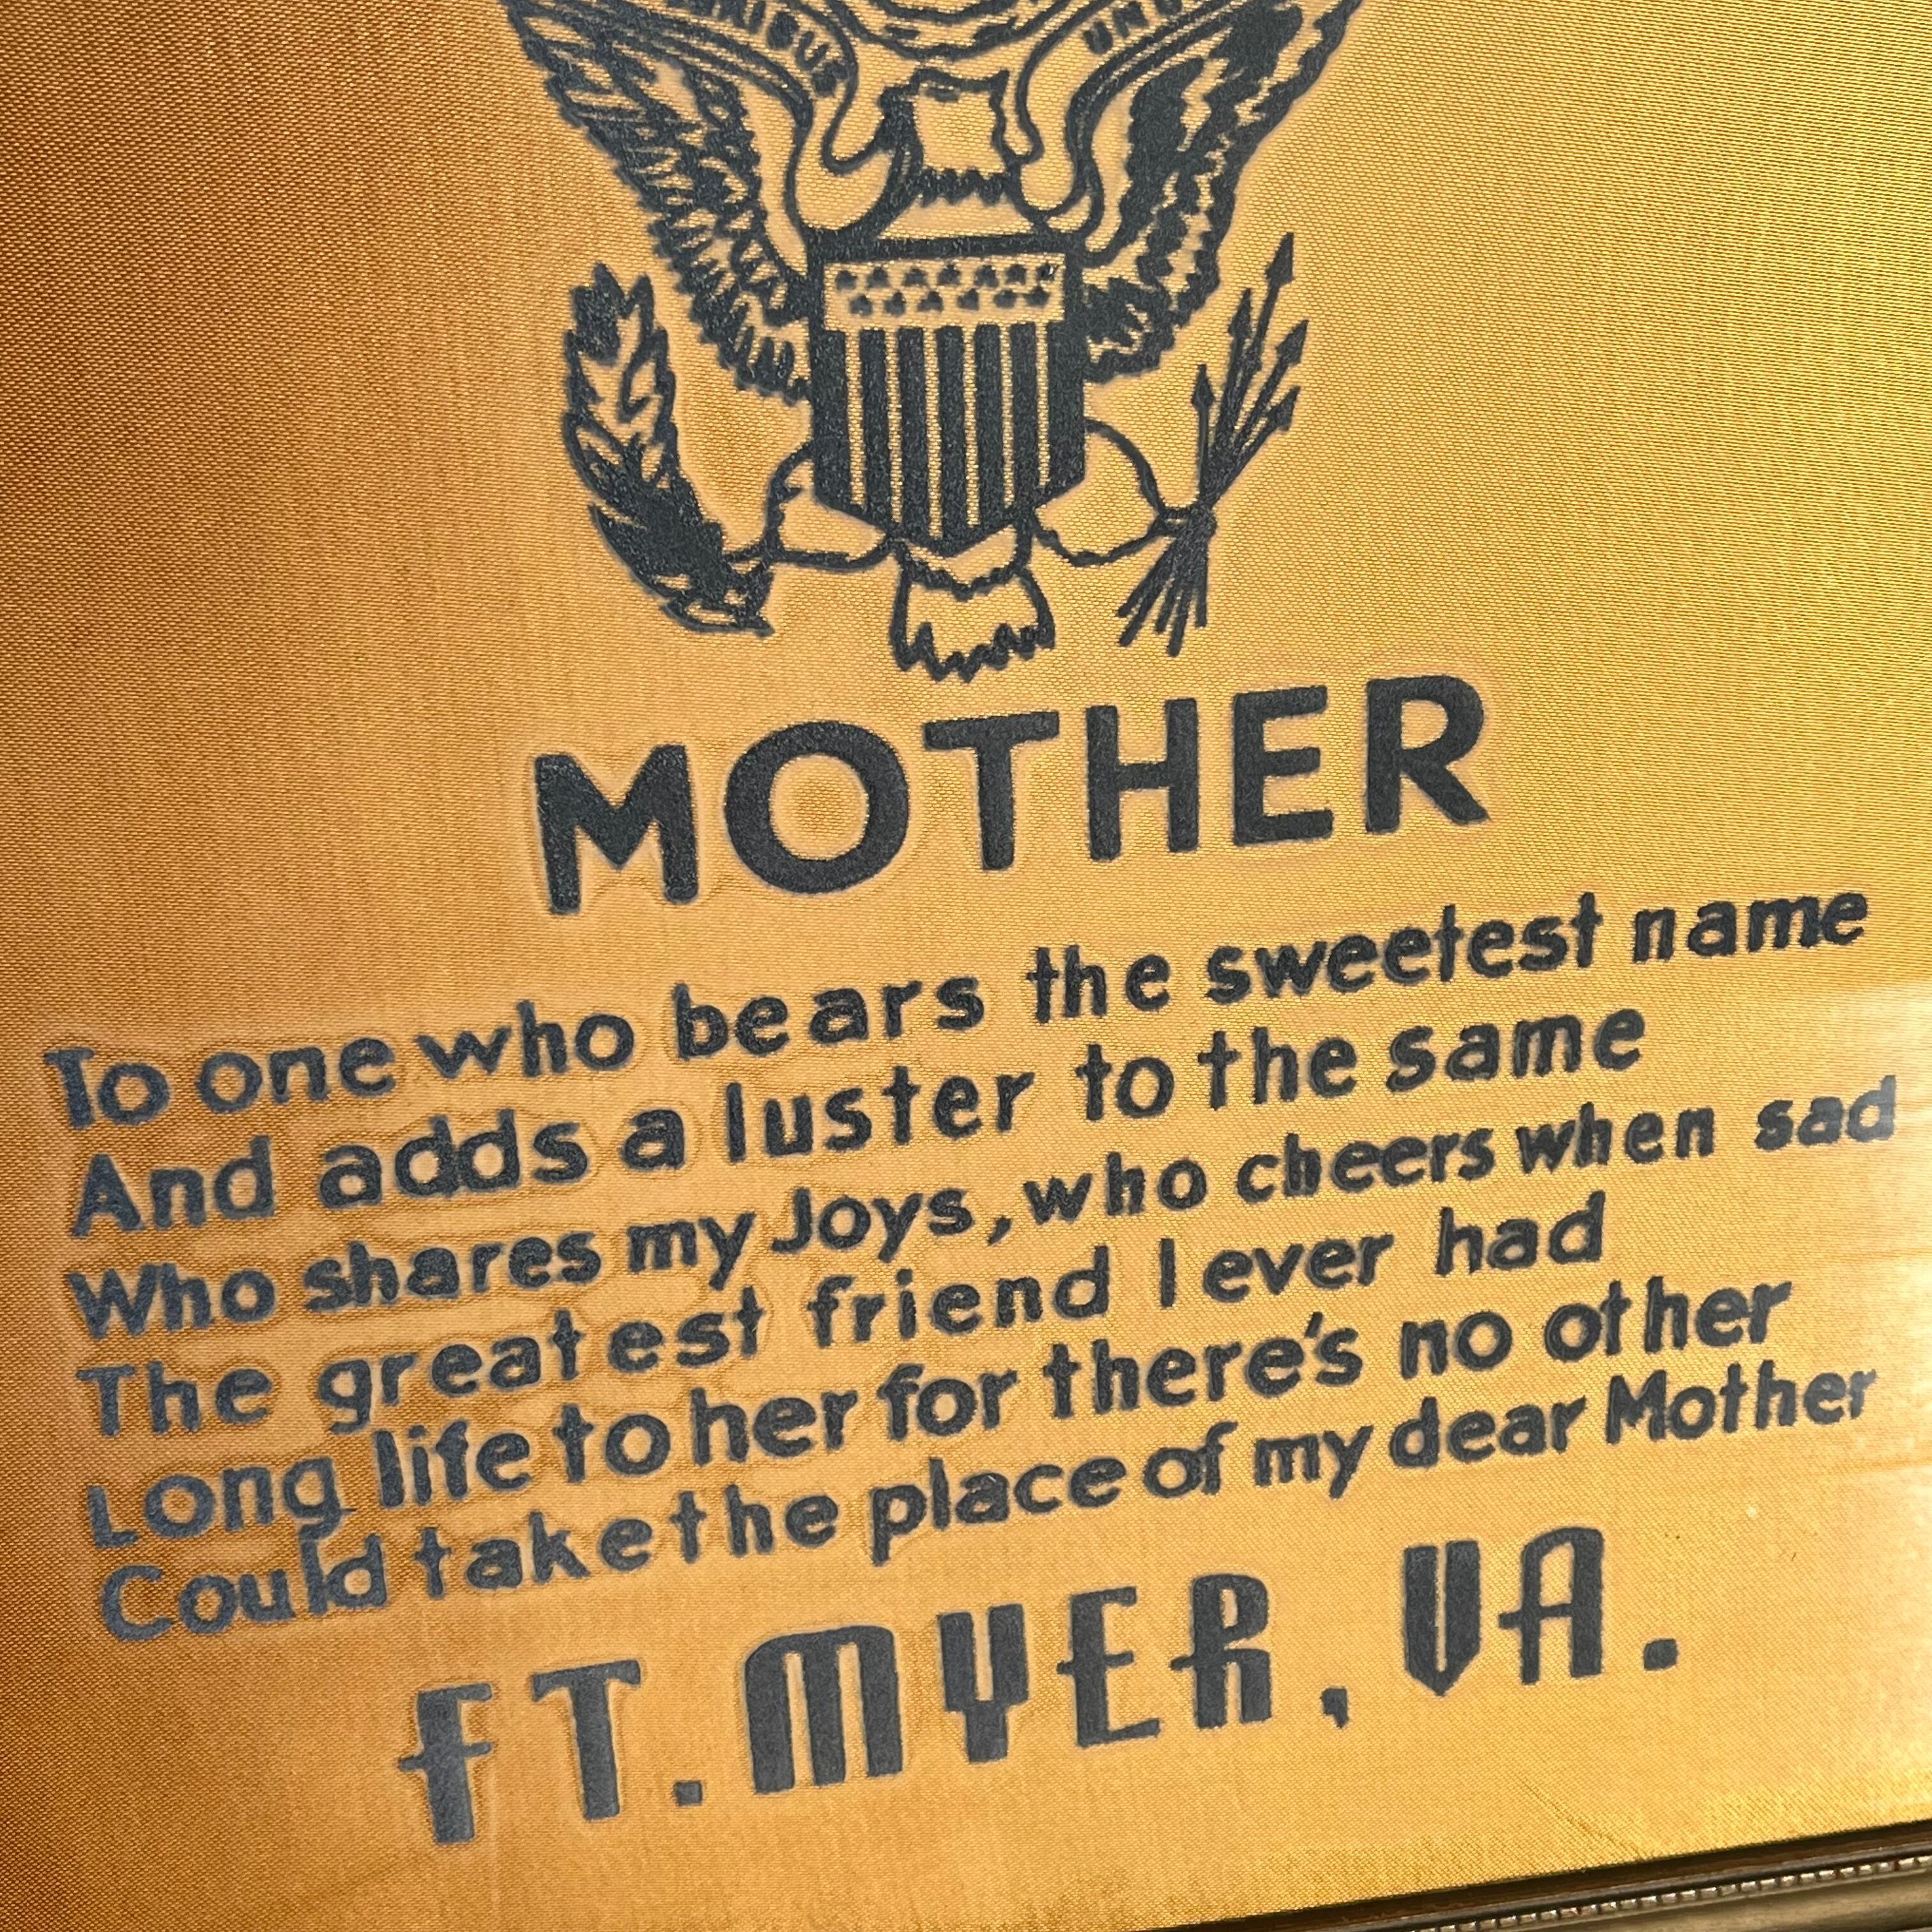 MOTHER
To one who bears the sweetest name
And adds a luster to the same
Who shares my Joys, who cheers when sad
The greatest friend I ever had
Long life to her for there's no other
Could take the place of my dear Mother
FT. MYER, VA.